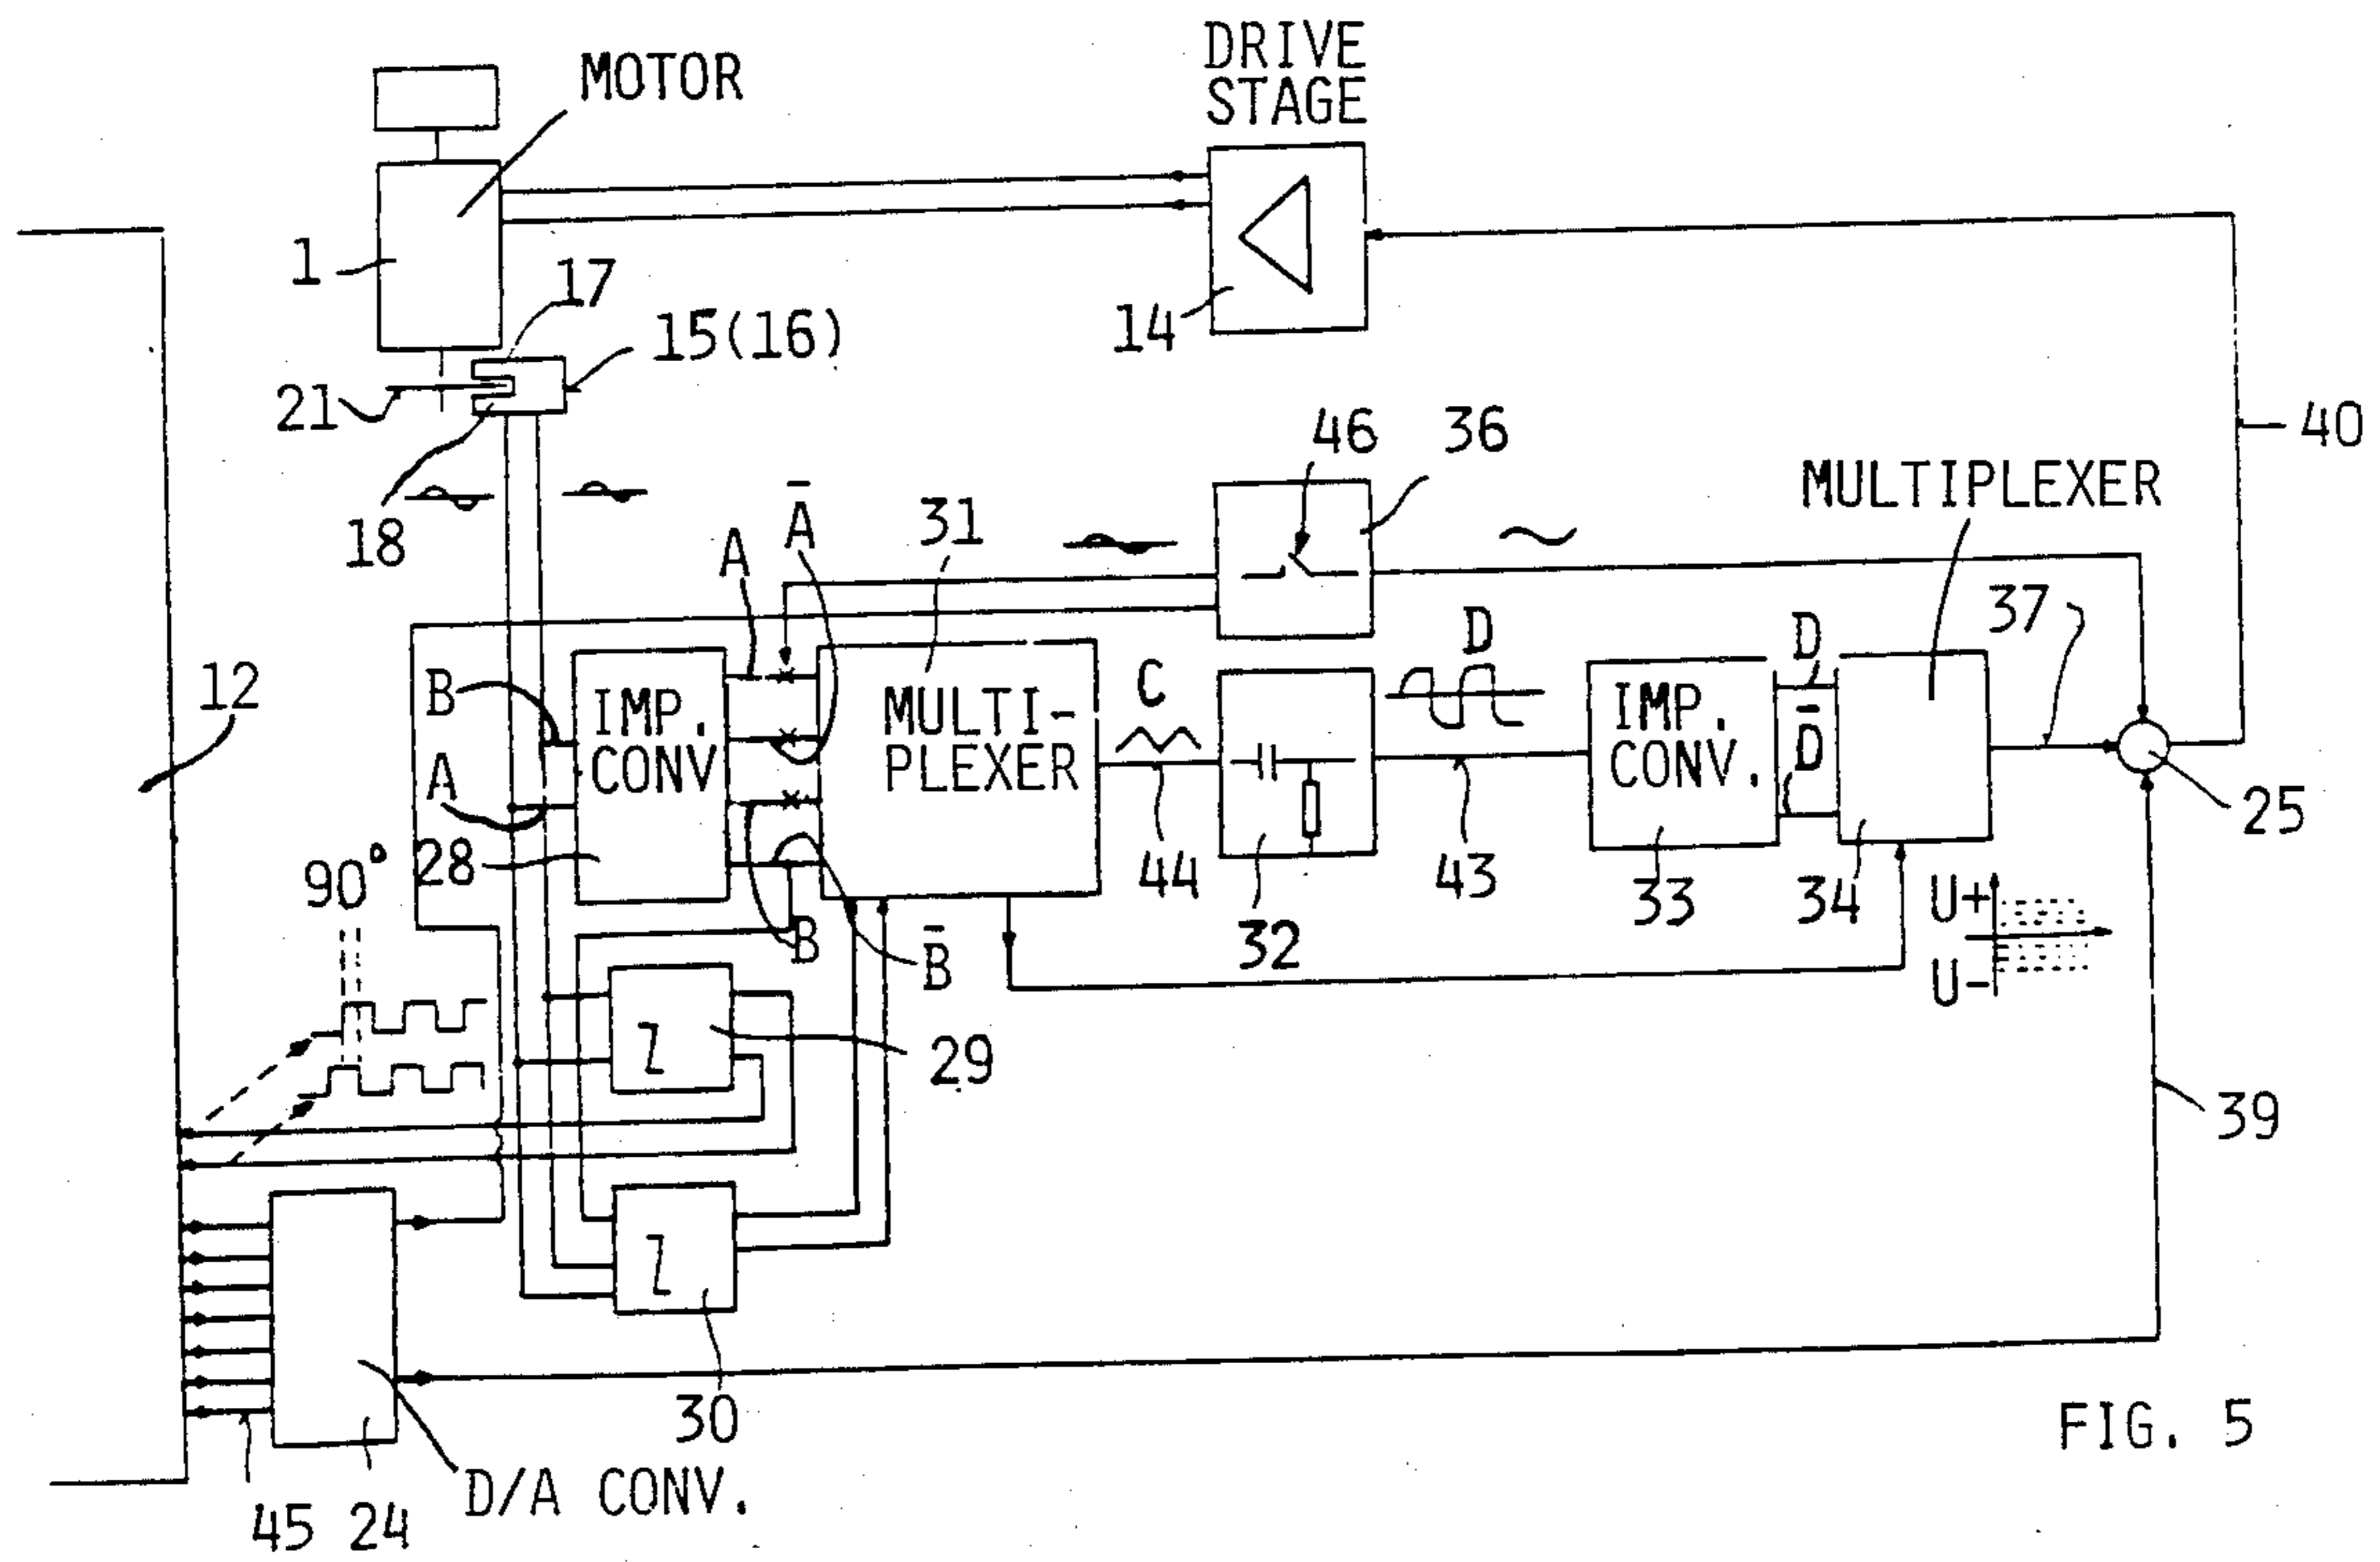 MOTOR
DRIVE
STAGE
1
17
15(16)
14
21
40
46
36
MULTIPLEXER
18
A
Ā
31
37
12
B
IMP.
CONV
MULTI-
PLEXER
C
D
IMP.
CONV.
D
D̄
A
25
90°
28
44
43
33
34
U+
U-
32
B
B̄
29
39
30
FIG. 5
D/A CONV.
45
24